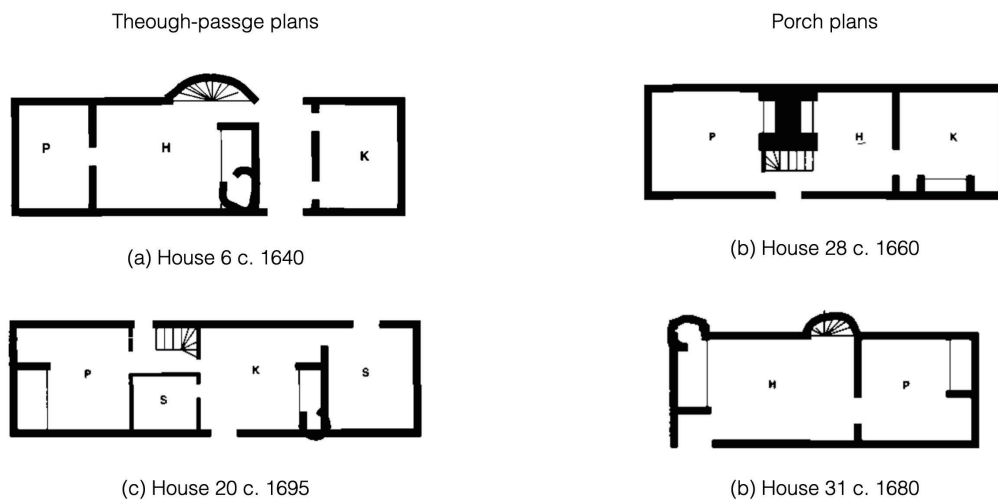 Theough-passge plans
Porch plans
P H K
P H K
(a) House 6 c. 1640
(b) House 28 c. 1660
P S K S
H P
(c) House 20 c. 1695
(b) House 31 c. 1680